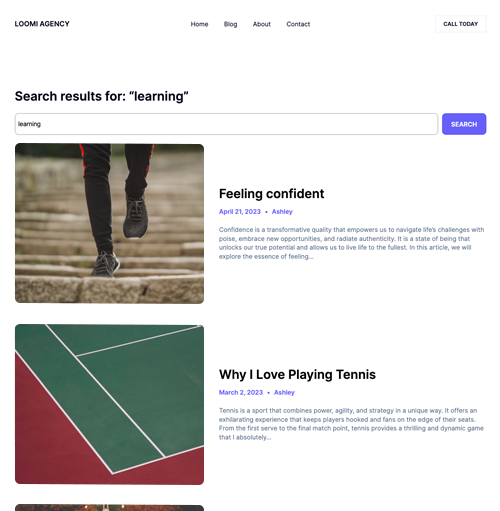 LOOMI AGENCY
Home Blog About Contact
CALL TODAY
Search results for: “learning”
learning
SEARCH
Feeling confident
April 21, 2023 • Ashley
Confidence is a transformative quality that empowers us to navigate life's challenges with
poise, embrace new opportunities, and radiate authenticity. It is a state of being that
unlocks our true potential and allows us to live life to the fullest. In this article, we will
explore the essence of feeling...
Why I Love Playing Tennis
March 2, 2023 • Ashley
Tennis is a sport that combines power, agility, and strategy in a unique way. it offers an
exhilarating experience that keeps players hooked and fans on the edge of their seats.
From the first serve to the final match point, tennis provides a thrilling and dynamic game
that I absolutely...